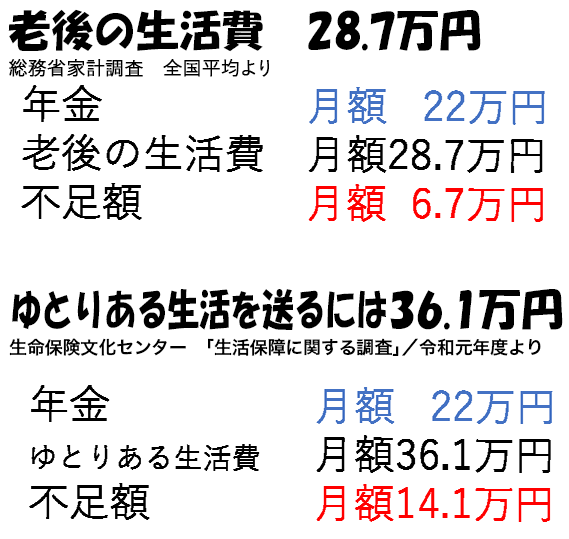 老後の生活費　28.7万円
総務省家計調査　全国平均より
年金　月額　22万円
老後の生活費　月額28.7万円
不足額　月額　6.7万円
ゆとりある生活を送るには36.1万円
生命保険文化センター　「生活保障に関する調査」／令和元年度より
年金　月額　22万円
ゆとりある生活費　月額36.1万円
不足額　月額14.1万円